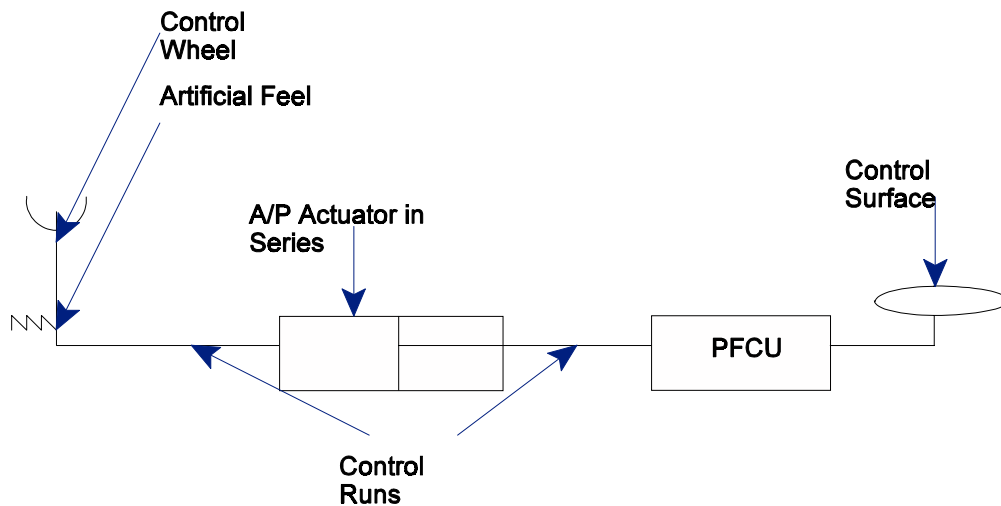 Control
Wheel
Artificial Feel
A/P Actuator in
Series
Control
Surface
PFCU
Control
Runs